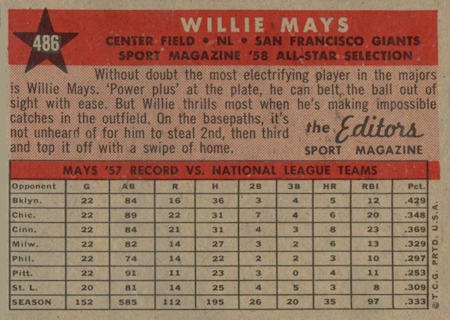 486
WILLIE MAYS
CENTER FIELD • NL • SAN FRANCISCO GIANTS
SPORT MAGAZINE '58 ALL-STAR SELECTION
Without doubt the most electrifying player in the majors
is Willie Mays. 'Power plus' at the plate, he can belt the ball out
of sight with ease. But Willie thrills most when he's making impossible
catches in the outfield. On the basepaths, it's
not unheard of for him to steal 2nd, then third
and top it off with a swipe of home.
the Editors
SPORT MAGAZINE
MAYS '57 RECORD VS. NATIONAL LEAGUE TEAMS
Opponent G AB R H 2B 3B HR RBI Pct.
Bklyn. 22 84 16 36 3 4 5 12 .429
Chic. 22 89 22 31 7 4 6 20 .348
Cinn. 22 84 21 31 4 0 8 23 .369
Milw. 22 82 13 27 5 3 6 12 .329
Phil. 22 74 14 22 2 2 3 10 .297
Pitt. 22 91 11 23 3 0 4 11 .253
St. L. 20 81 14 25 2 8 3 8 .309
SEASON 152 585 112 195 26 20 35 97 .333
© T.C.G. PRTD. U.S.A.